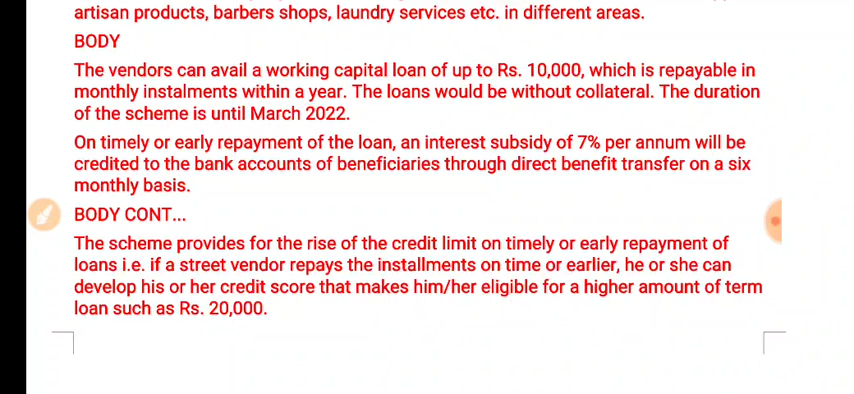 artisan products, barbers shops, laundry services etc. in different areas.
BODY
The vendors can avail a working capital loan of up to Rs. 10,000, which is repayable in
monthly instalments within a year. The loans would be without collateral. The duration
of the scheme is until March 2022.
On timely or early repayment of the loan, an interest subsidy of 7% per annum will be
credited to the bank accounts of beneficiaries through direct benefit transfer on a six
monthly basis.
BODY CONT...
The scheme provides for the rise of the credit limit on timely or early repayment of
loans i.e. if a street vendor repays the installments on time or earlier, he or she can
develop his or her credit score that makes him/her eligible for a higher amount of term
loan such as Rs. 20,000.